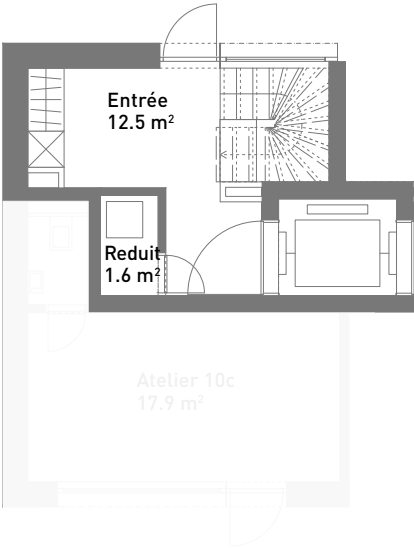 Entrée
12.5 m²
Reduit
1.6 m²
Atelier 10c
17.9 m²